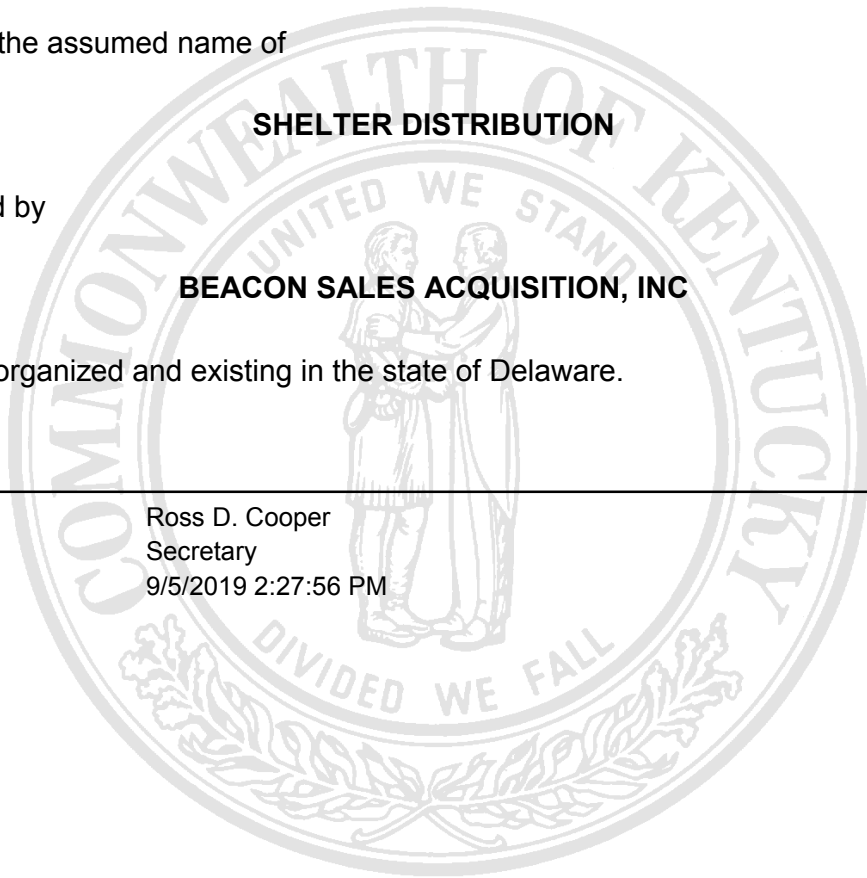 the assumed name of
SHELTER DISTRIBUTION
d by
BEACON SALES ACQUISITION, INC
organized and existing in the state of Delaware.
Ross D. Cooper
Secretary
9/5/2019 2:27:56 PM
COMMONWEALTH OF KENTUCKY
UNITED WE STAND
DIVIDED WE FALL